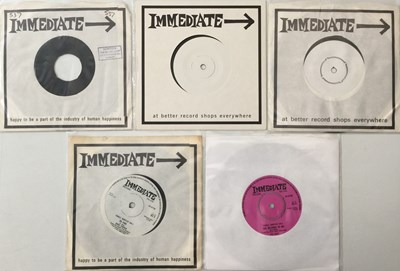 IMMEDIATE
happy to be a part of the industry of human happiness
IMMEDIATE
at better record shops everywhere
IMMEDIATE
at better record shops everywhere
IMMEDIATE
IMMEDIATE
happy to be a part of the industry of human happiness
IMMEDIATE